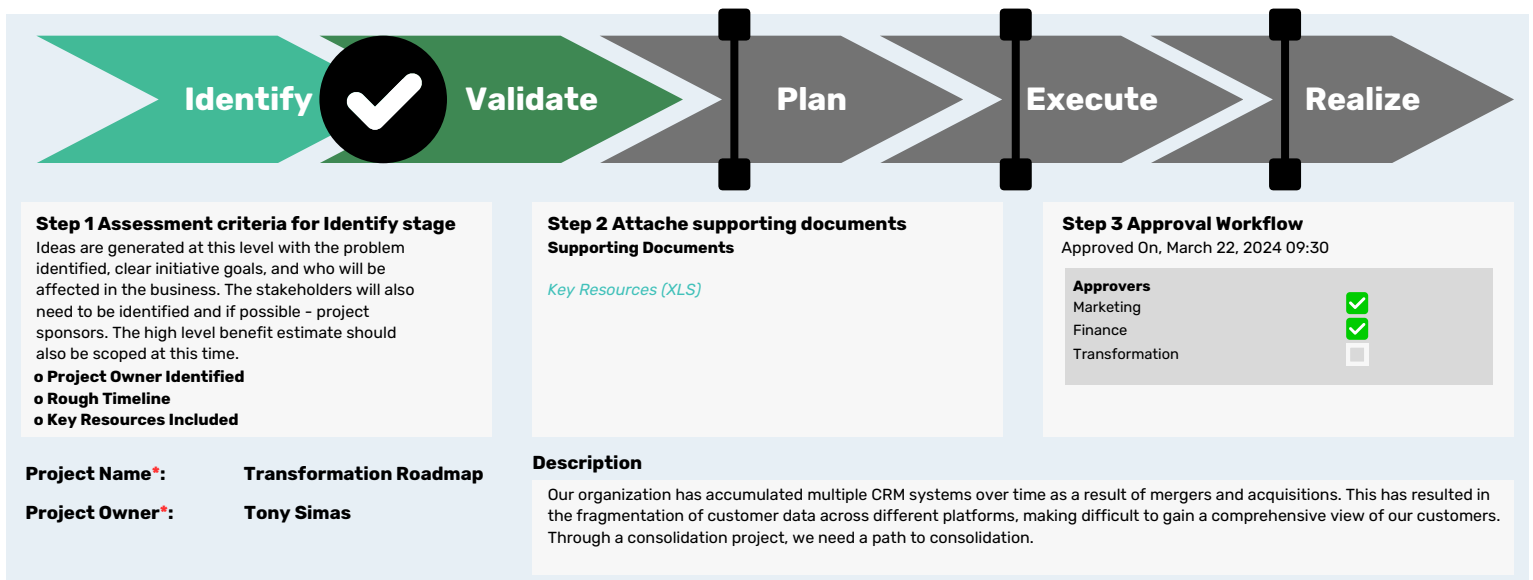 Identify
Validate
Plan
Execute
Realize
Step 1 Assessment criteria for Identify stage
Ideas are generated at this level with the problem
identified, clear initiative goals, and who will be
affected in the business. The stakeholders will also
need to be identified and if possible - project
sponsors. The high level benefit estimate should
also be scoped at this time.
o Project Owner Identified
o Rough Timeline
o Key Resources Included
Step 2 Attache supporting documents
Supporting Documents
Key Resources (XLS)
Step 3 Approval Workflow
Approved On, March 22, 2024 09:30
Approvers
Marketing
Finance
Transformation
Project Name*: Transformation Roadmap
Project Owner*: Tony Simas
Description
Our organization has accumulated multiple CRM systems over time as a result of mergers and acquisitions. This has resulted in
the fragmentation of customer data across different platforms, making difficult to gain a comprehensive view of our customers.
Through a consolidation project, we need a path to consolidation.